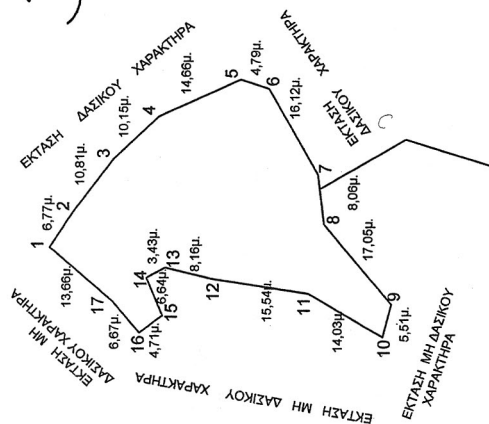 ΕΚΤΑΣΗ ΔΑΣΙΚΟΥ ΧΑΡΑΚΤΗΡΑ
ΕΚΤΑΣΗ
ΔΑΣΙΚΟΥ ΧΑΡΑΚΤΗΡΑ
ΕΚΤΑΣΗ ΜΗ
ΔΑΣΙΚΟΥ ΧΑΡΑΚΤΗΡΑ
ΕΚΤΑΣΗ ΜΗ ΔΑΣΙΚΟΥ ΧΑΡΑΚΤΗΡΑ
ΕΚΤΑΣΗ ΜΗ ΔΑΣΙΚΟΥ
ΧΑΡΑΚΤΗΡΑ
1
6,77μ.
2
10,81μ.
3
10,15μ.
4
14,66μ.
5
4,79μ.
6
16,12μ.
7
8,06μ.
8
17,05μ.
9
5,51μ.
10
14,03μ.
11
15,54μ.
12
8,16μ.
13
3,43μ.
14
6,64μ.
15
4,71μ.
16
6,67μ.
17
13,66μ.